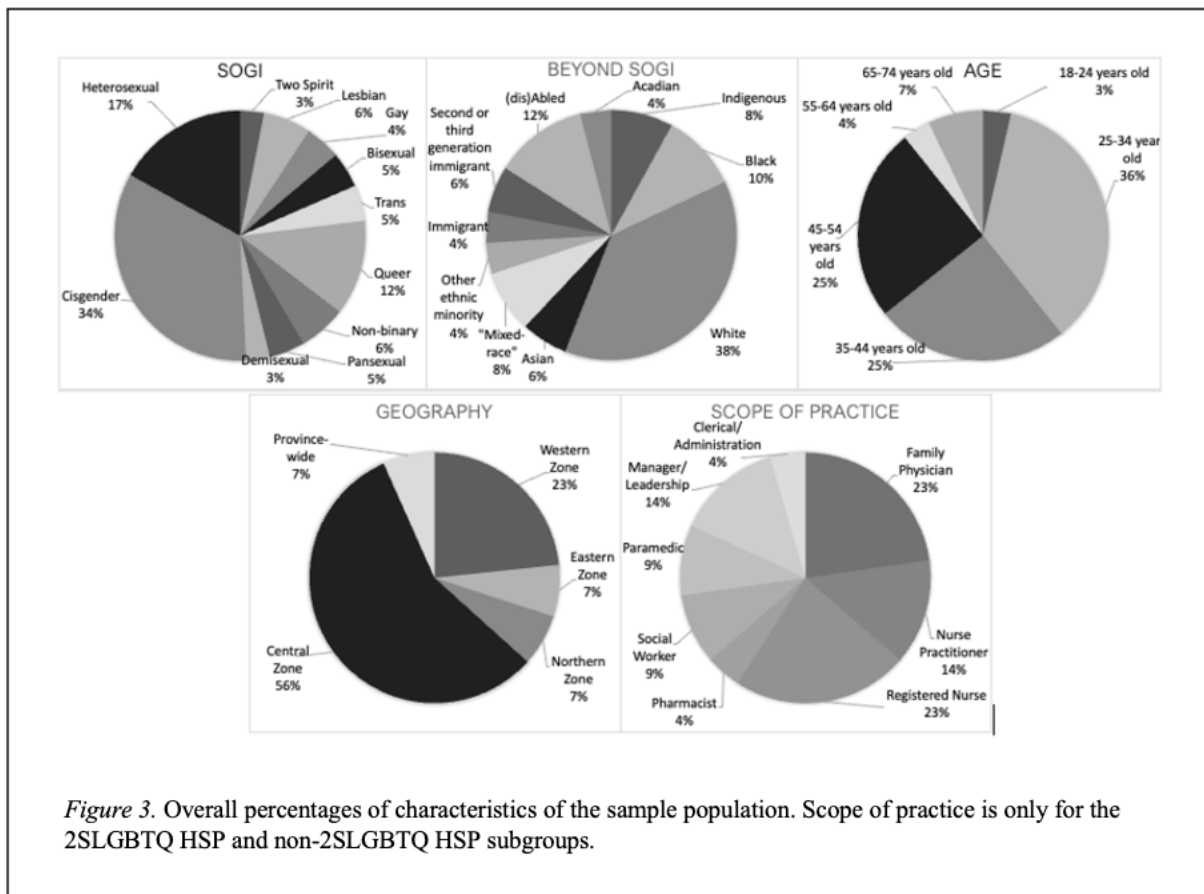 SOGI
Heterosexual
17%
Two Spirit
3%
Lesbian
6%
Gay
4%
Bisexual
5%
Trans
5%
Queer
12%
Non-binary
6%
Pansexual
5%
Demisexual
3%
Cisgender
34%
BEYOND SOGI
Acadian
4%
Indigenous
8%
Black
10%
White
38%
Asian
6%
"Mixed-
race"
8%
Other
ethnic
minority
4%
Immigrant
4%
Second or
third
generation
immigrant
6%
(dis)Abled
12%
AGE
18-24 years old
3%
25-34 year
old
36%
35-44 years old
25%
45-54
years
old
25%
55-64 years old
4%
65-74 years old
7%
GEOGRAPHY
Province-
wide
7%
Western
Zone
23%
Eastern
Zone
7%
Northern
Zone
7%
Central
Zone
56%
SCOPE OF PRACTICE
Clerical/
Administration
4%
Family
Physician
23%
Nurse
Practitioner
14%
Registered Nurse
23%
Pharmacist
4%
Social
Worker
9%
Paramedic
9%
Manager/
Leadership
14%
Figure 3. Overall percentages of characteristics of the sample population. Scope of practice is only for the
2SLGBTQ HSP and non-2SLGBTQ HSP subgroups.